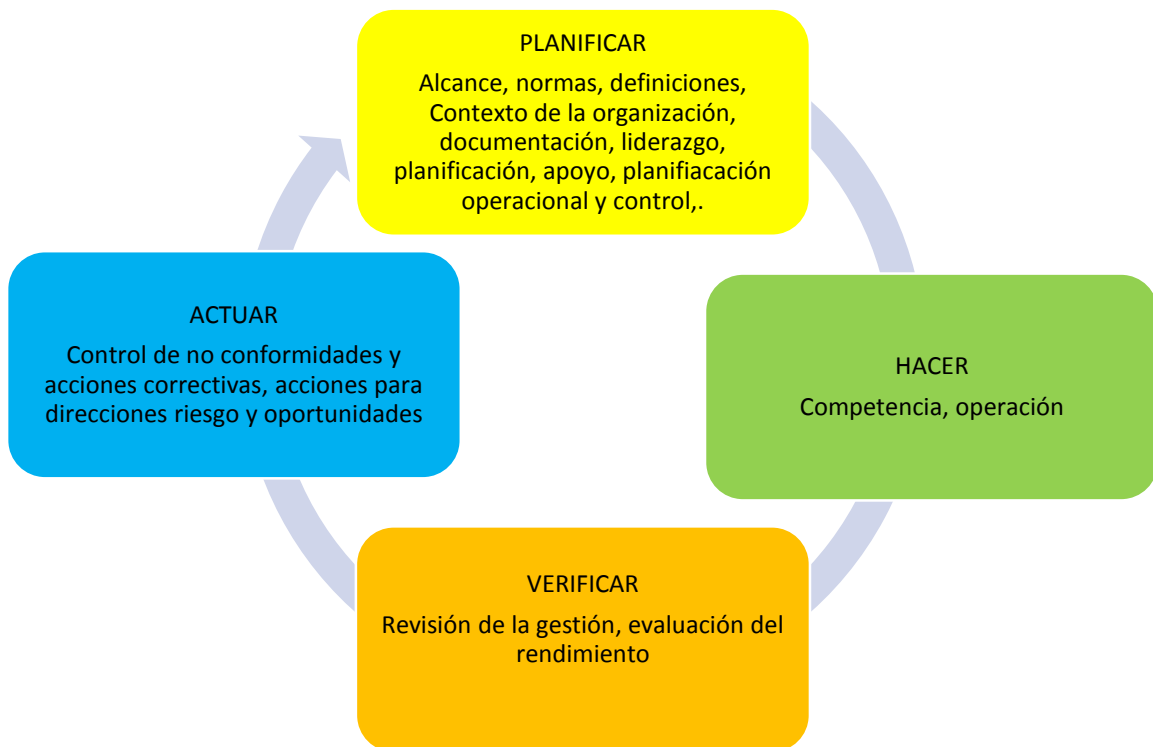 PLANIFICAR
Alcance, normas, definiciones,
Contexto de la organización,
documentación, liderazgo,
planificación, apoyo, planifiacación
operacional y control,.
HACER
Competencia, operación
VERIFICAR
Revisión de la gestión, evaluación del
rendimiento
ACTUAR
Control de no conformidades y
acciones correctivas, acciones para
direcciones riesgo y oportunidades